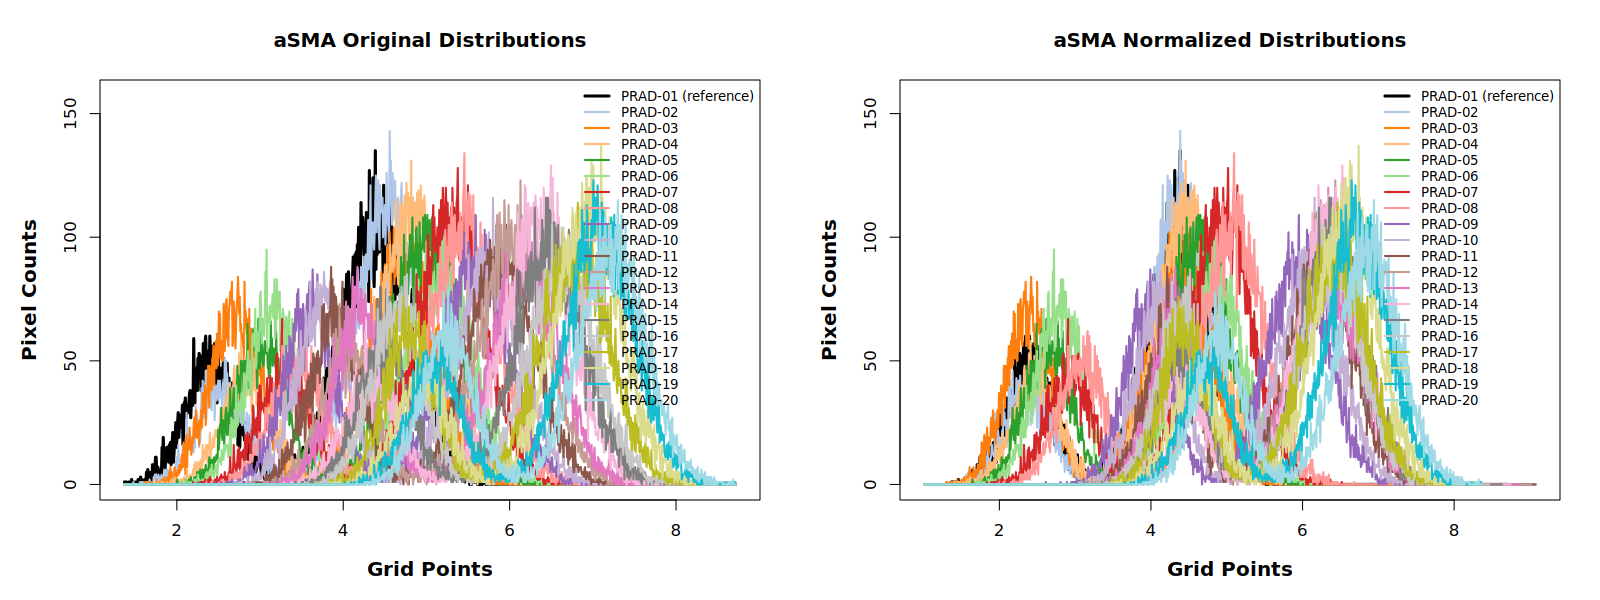 aSMA Original Distributions
Pixel Counts
0
50
100
150
2
4
6
8
Grid Points
PRAD-01 (reference)
PRAD-02
PRAD-03
PRAD-04
PRAD-05
PRAD-06
PRAD-07
PRAD-08
PRAD-09
PRAD-10
PRAD-11
PRAD-12
PRAD-13
PRAD-14
PRAD-15
PRAD-16
PRAD-17
PRAD-18
PRAD-19
PRAD-20
aSMA Normalized Distributions
Pixel Counts
0
50
100
150
2
4
6
8
Grid Points
PRAD-01 (reference)
PRAD-02
PRAD-03
PRAD-04
PRAD-05
PRAD-06
PRAD-07
PRAD-08
PRAD-09
PRAD-10
PRAD-11
PRAD-12
PRAD-13
PRAD-14
PRAD-15
PRAD-16
PRAD-17
PRAD-18
PRAD-19
PRAD-20